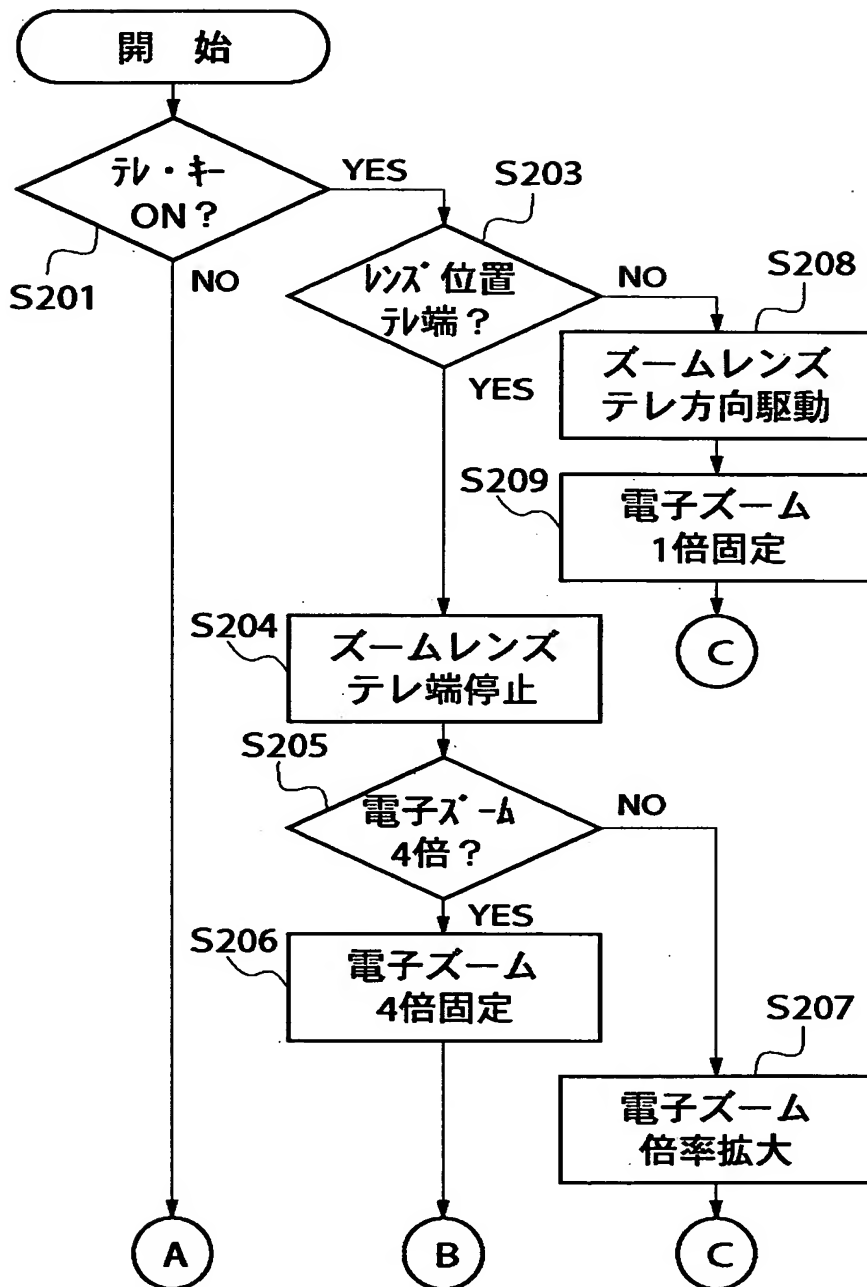 開 始
テレ・キー
ON?
YES
NO
S201
S203
レンズ位置
テレ端?
NO
YES
S208
ズームレンズ
テレ方向駆動
S209
電子ズーム
1倍固定
C
S204
ズームレンズ
テレ端停止
S205
電子ズーム
4倍?
NO
YES
S206
電子ズーム
4倍固定
S207
電子ズーム
倍率拡大
A
B
C